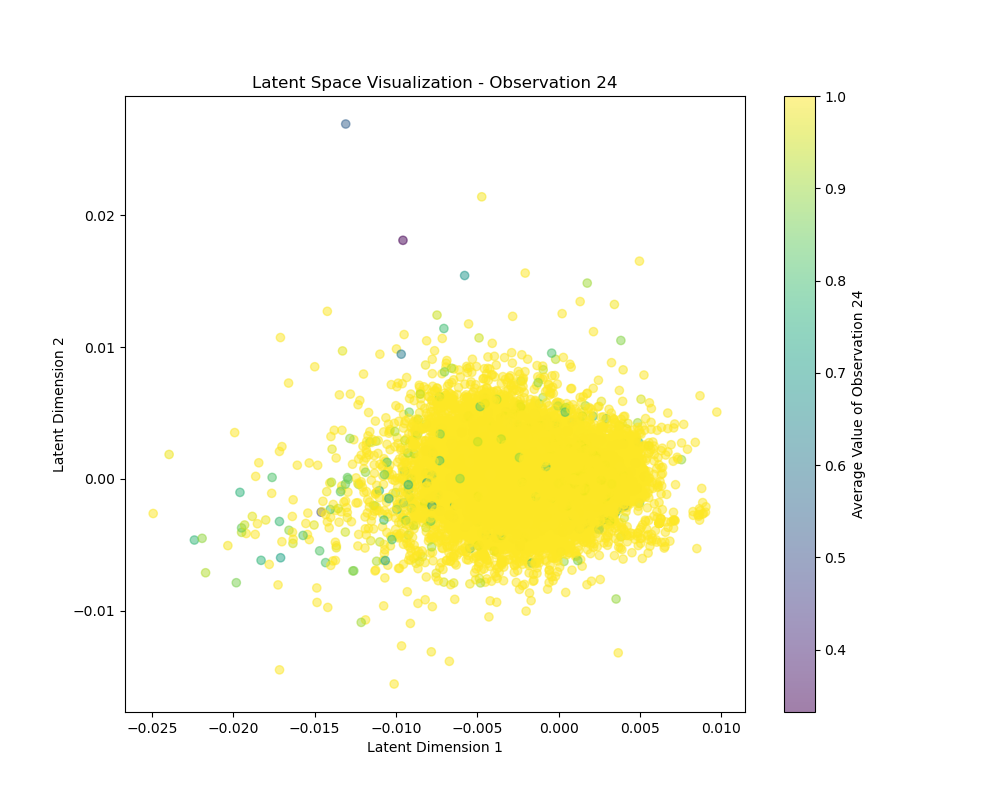 Latent Space Visualization - Observation 24
Latent Dimension 2
0.02
0.01
0.00
−0.01
−0.025 −0.020 −0.015 −0.010 −0.005 0.000 0.005 0.010
Latent Dimension 1
1.0
0.9
0.8
0.7
0.6
0.5
0.4
Average Value of Observation 24